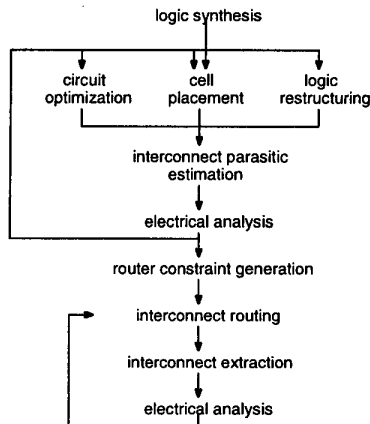 logic synthesis
circuit
optimization
cell
placement
logic
restructuring
interconnect parasitic
estimation
electrical analysis
router constraint generation
interconnect routing
interconnect extraction
electrical analysis